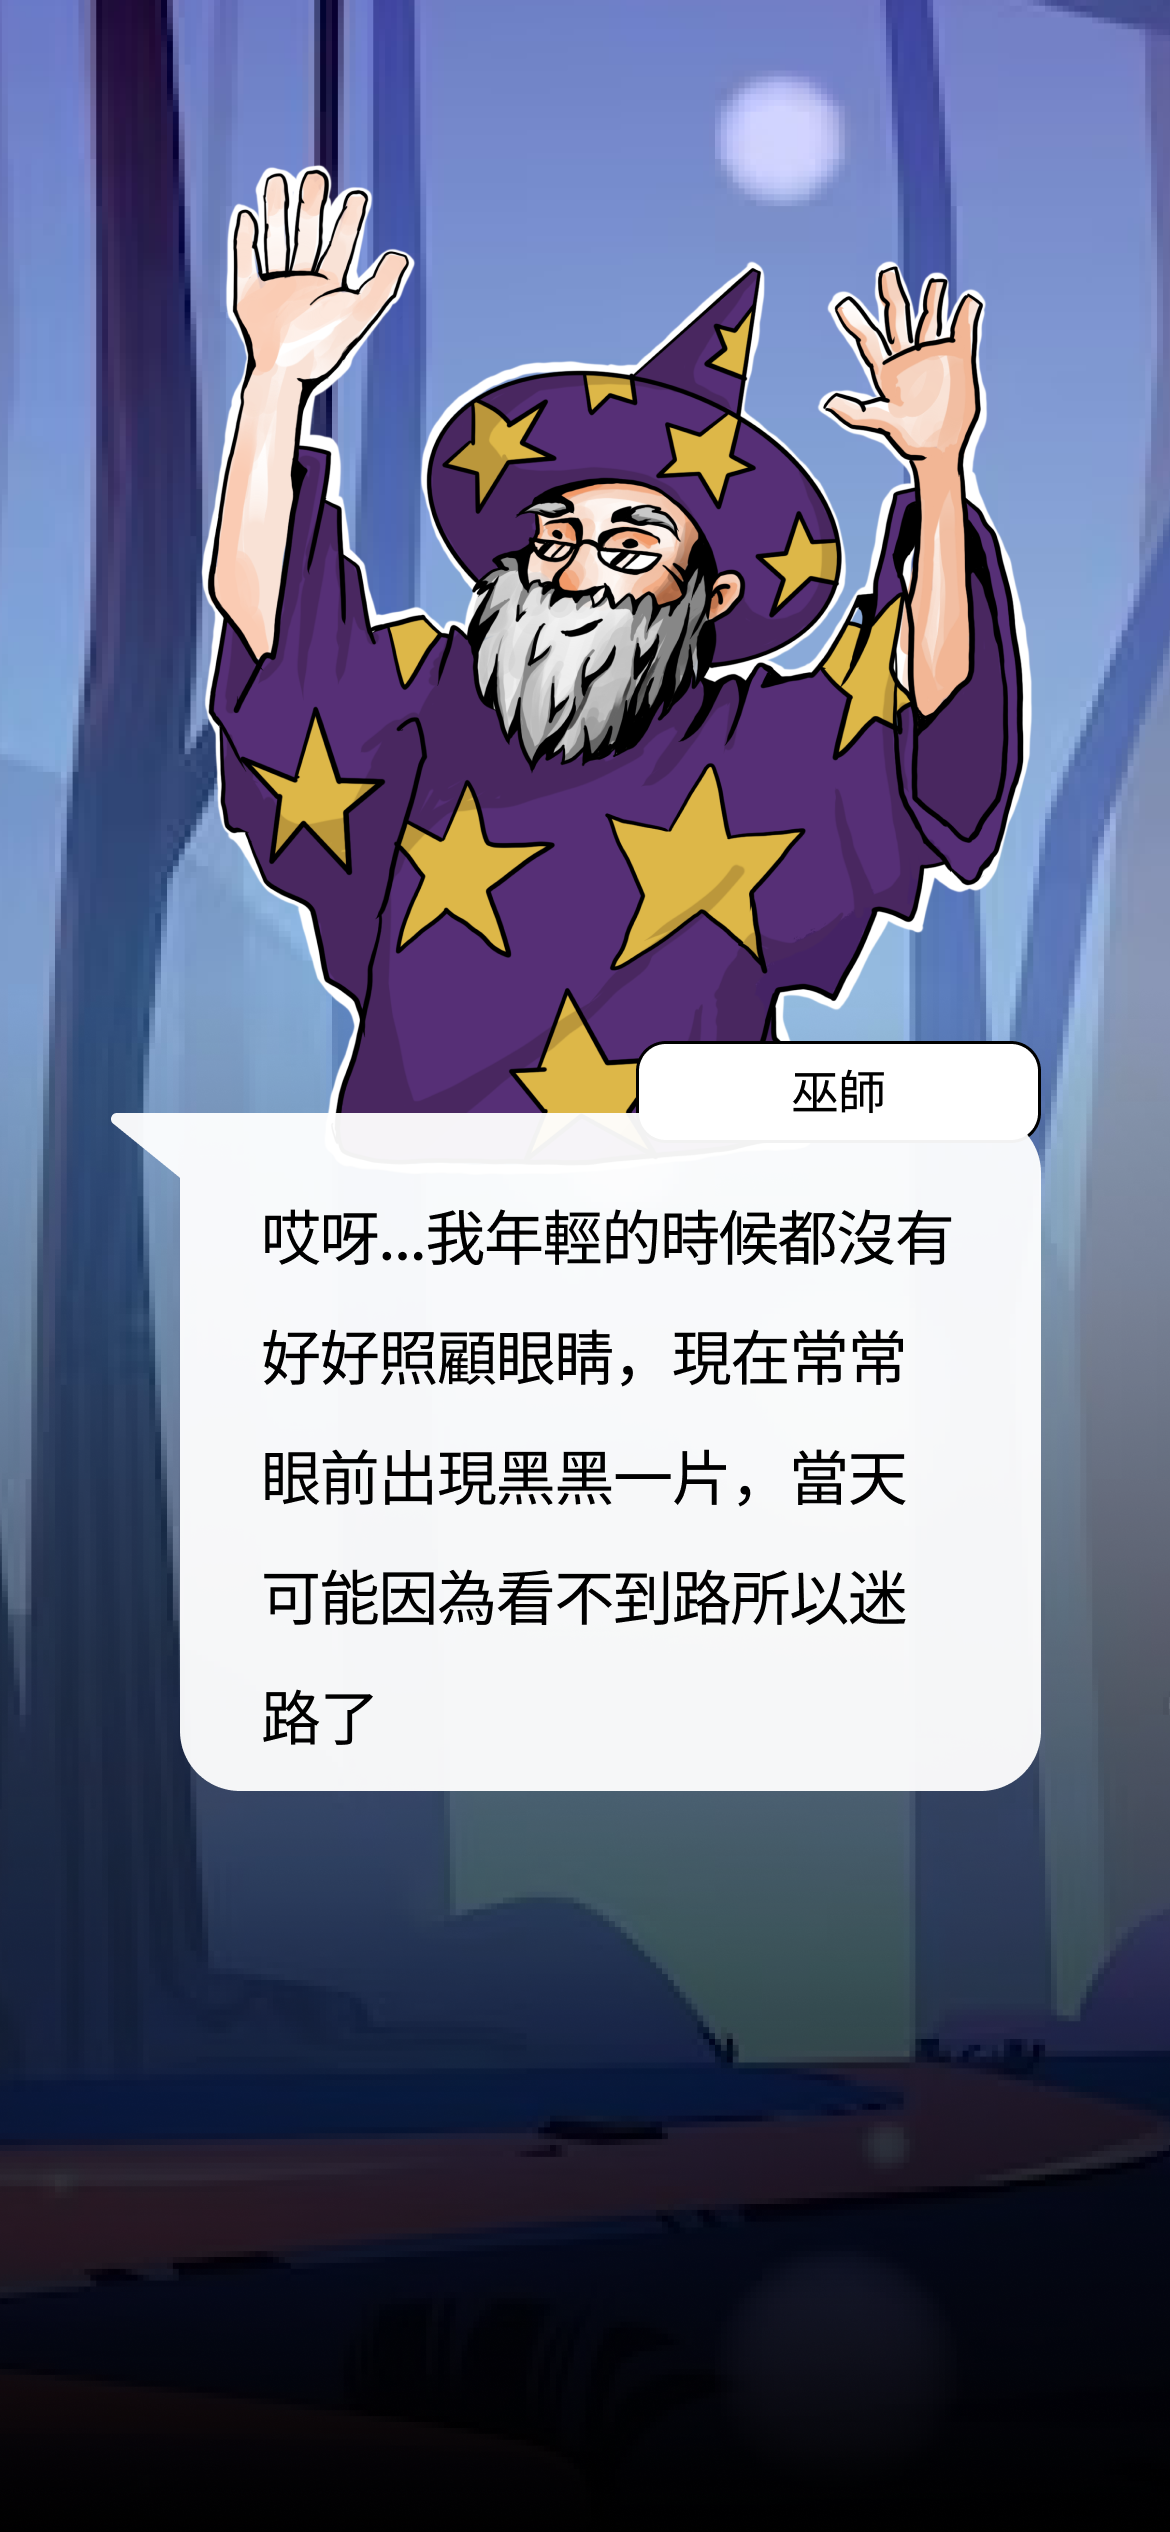 巫師
哎呀...我年輕的時候都沒有
好好照顧眼睛，現在常常
眼前出現黑黑一片，當天
可能因為看不到路所以迷
路了